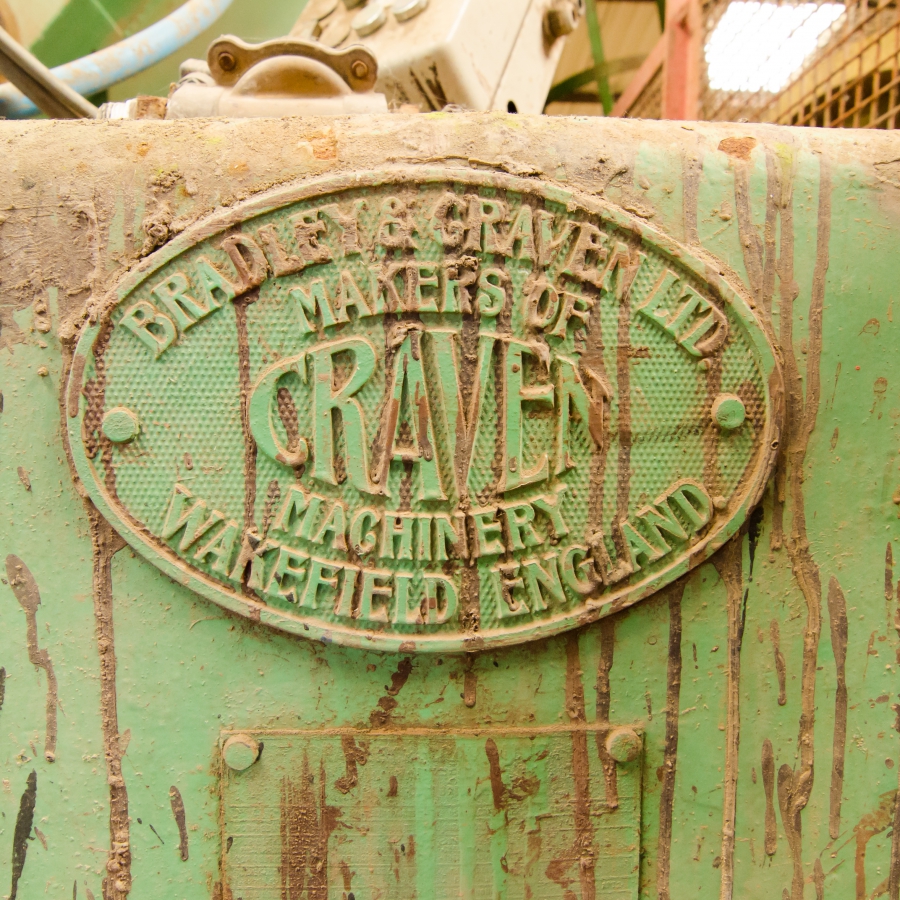 BRADLEY & CRAVEN LTD
MAKERS OF
CRAVEN
MACHINERY
WAKEFIELD ENGLAND